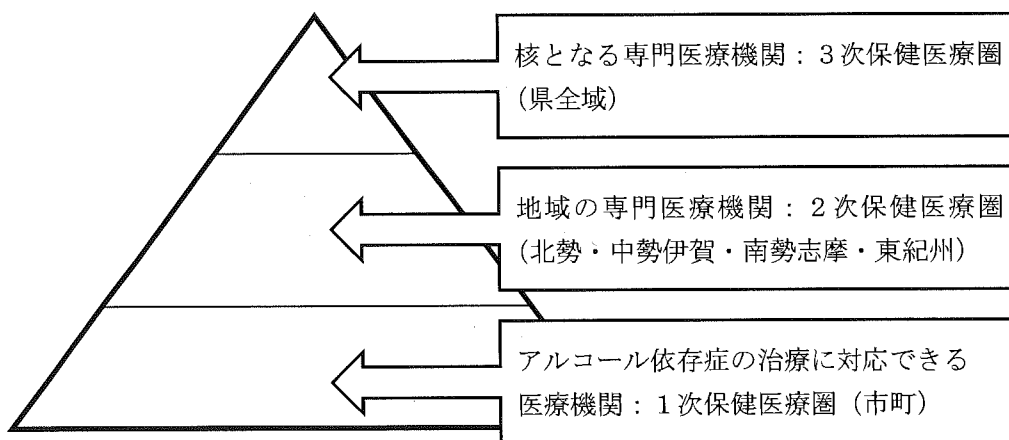 核となる専門医療機関：３次保健医療圏
（県全域）
地域の専門医療機関：２次保健医療圏
（北勢・中勢伊賀・南勢志摩・東紀州）
アルコール依存症の治療に対応できる
医療機関：１次保健医療圏（市町）